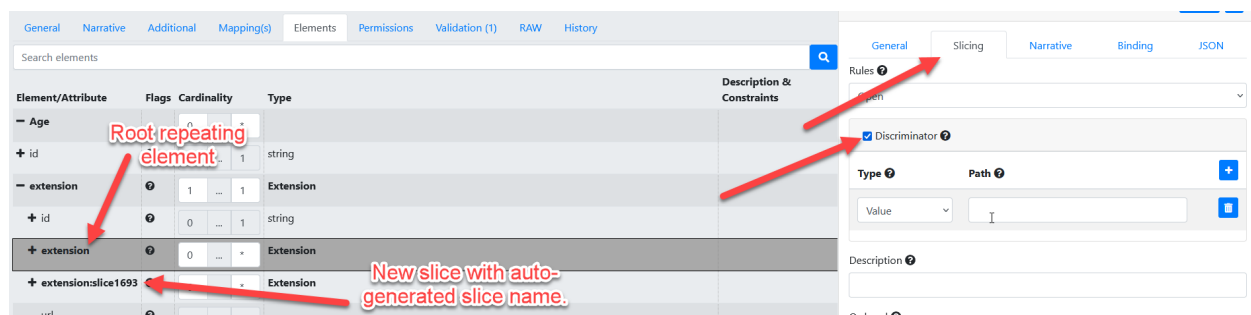 General Narrative Additional Mapping(s) Elements Permissions Validation (1) RAW History
Search elements
Element/Attribute Flags Cardinality Type Description &
Constraints
Age *
id .. 1 string
extension 1 ... 1 Extension
id 0 ... 1 string
extension 0 ... * Extension
extension:slice1693 * Extension
url
Root repeating
element
New slice with auto-
generated slice name.
General Slicing Narrative Binding JSON
Rules
Open
Discriminator
Type Path
Value
Description